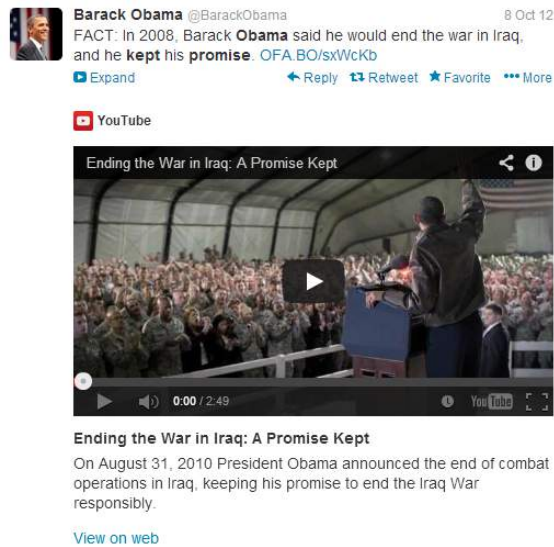 Barack Obama @BarackObama 8 Oct 12
FACT: In 2008, Barack Obama said he would end the war in Iraq,
and he kept his promise. OFA.BO/sxWcKb
Expand Reply Retweet Favorite More
YouTube
Ending the War in Iraq: A Promise Kept
0:00 / 2:49 YouTube
Ending the War in Iraq: A Promise Kept
On August 31, 2010 President Obama announced the end of combat
operations in Iraq, keeping his promise to end the Iraq War
responsibly.
View on web